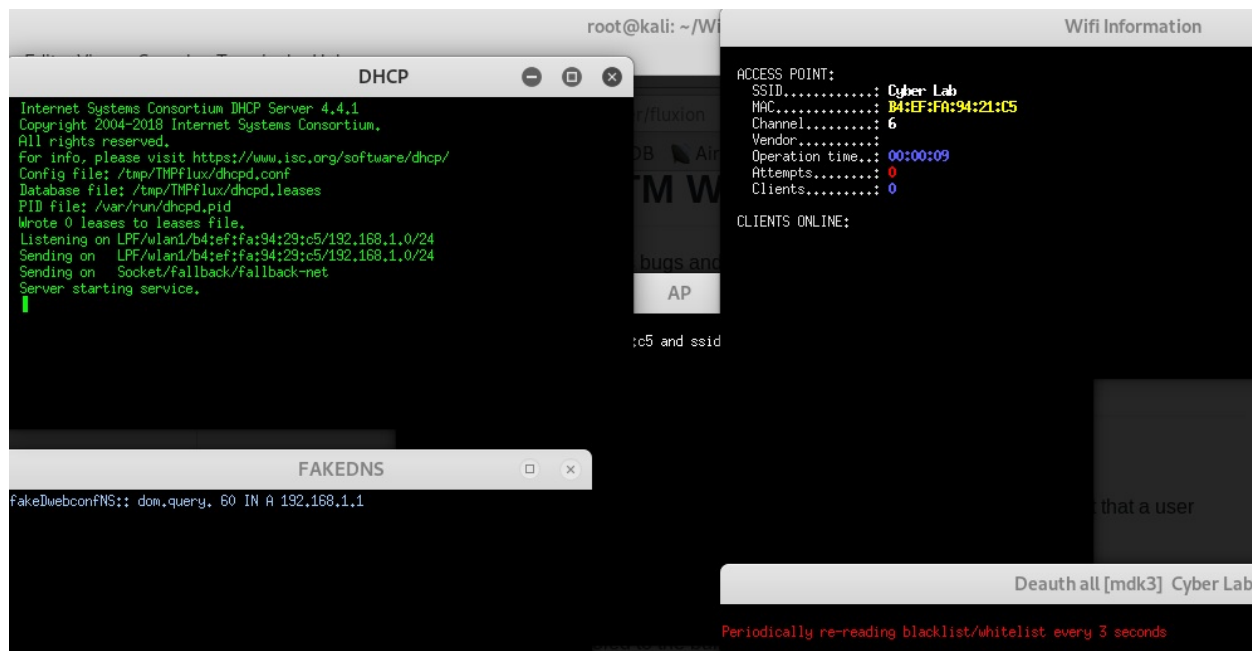 root@kali: ~/Wi
DHCP
Internet Systems Consortium DHCP Server 4.4.1
Copyright 2004-2018 Internet Systems Consortium.
All rights reserved.
For info, please visit https://www.isc.org/software/dhcp/
Config file: /tmp/TMPflux/dhcpd.conf
Database file: /tmp/TMPflux/dhcpd.leases
PID file: /var/run/dhcpd.pid
Wrote 0 leases to leases file.
Listening on LPF/wlan1/b4:ef:fa:94:29:c5/192.168.1.0/24
Sending on   LPF/wlan1/b4:ef:fa:94:29:c5/192.168.1.0/24
Sending on   Socket/fallback/fallback-net
Server starting service.
r/fluxion
DB Air
TM W
bugs and
AP
:c5 and ssid
Wifi Information
ACCESS POINT:
SSID............: Cyber Lab
MAC.............: B4:EF:FA:94:21:C5
Channel.........: 6
Vendor..........:
Operation time..: 00:00:09
Attempts........: 0
Clients.........: 0
CLIENTS ONLINE:
that a user
FAKEDNS
fakeDwebconfNS:: dom.query. 60 IN A 192.168.1.1
Deauth all [mdk3] Cyber Lab
Periodically re-reading blacklist/whitelist every 3 seconds